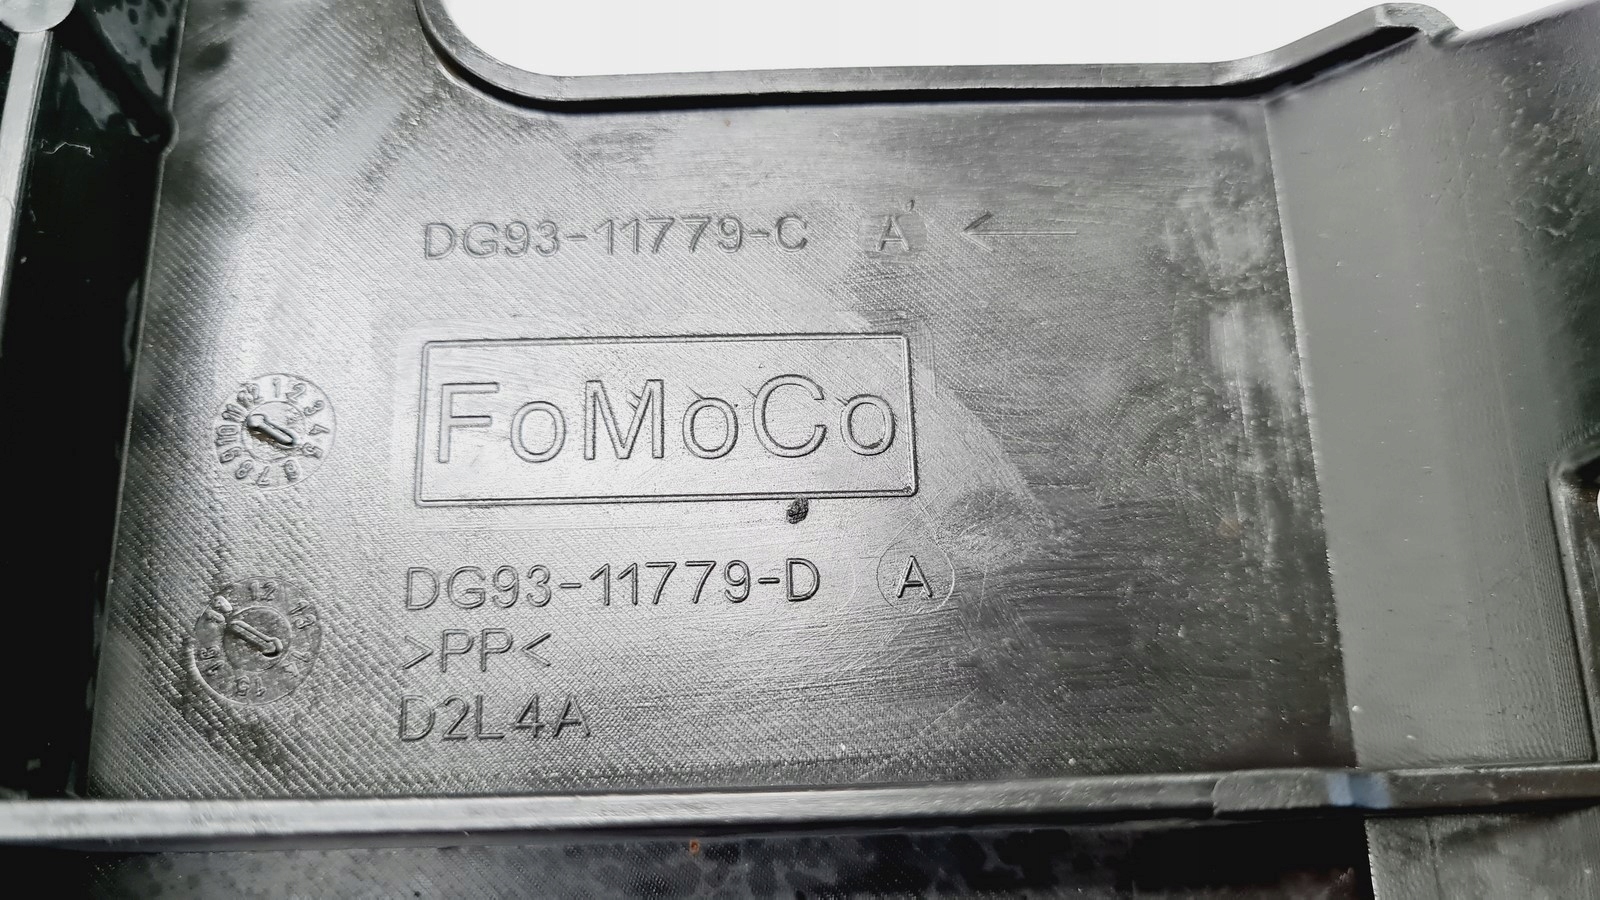 DG93-11779-C A ←
FoMoCo
DG93-11779-D A
>PP<
D2L4A